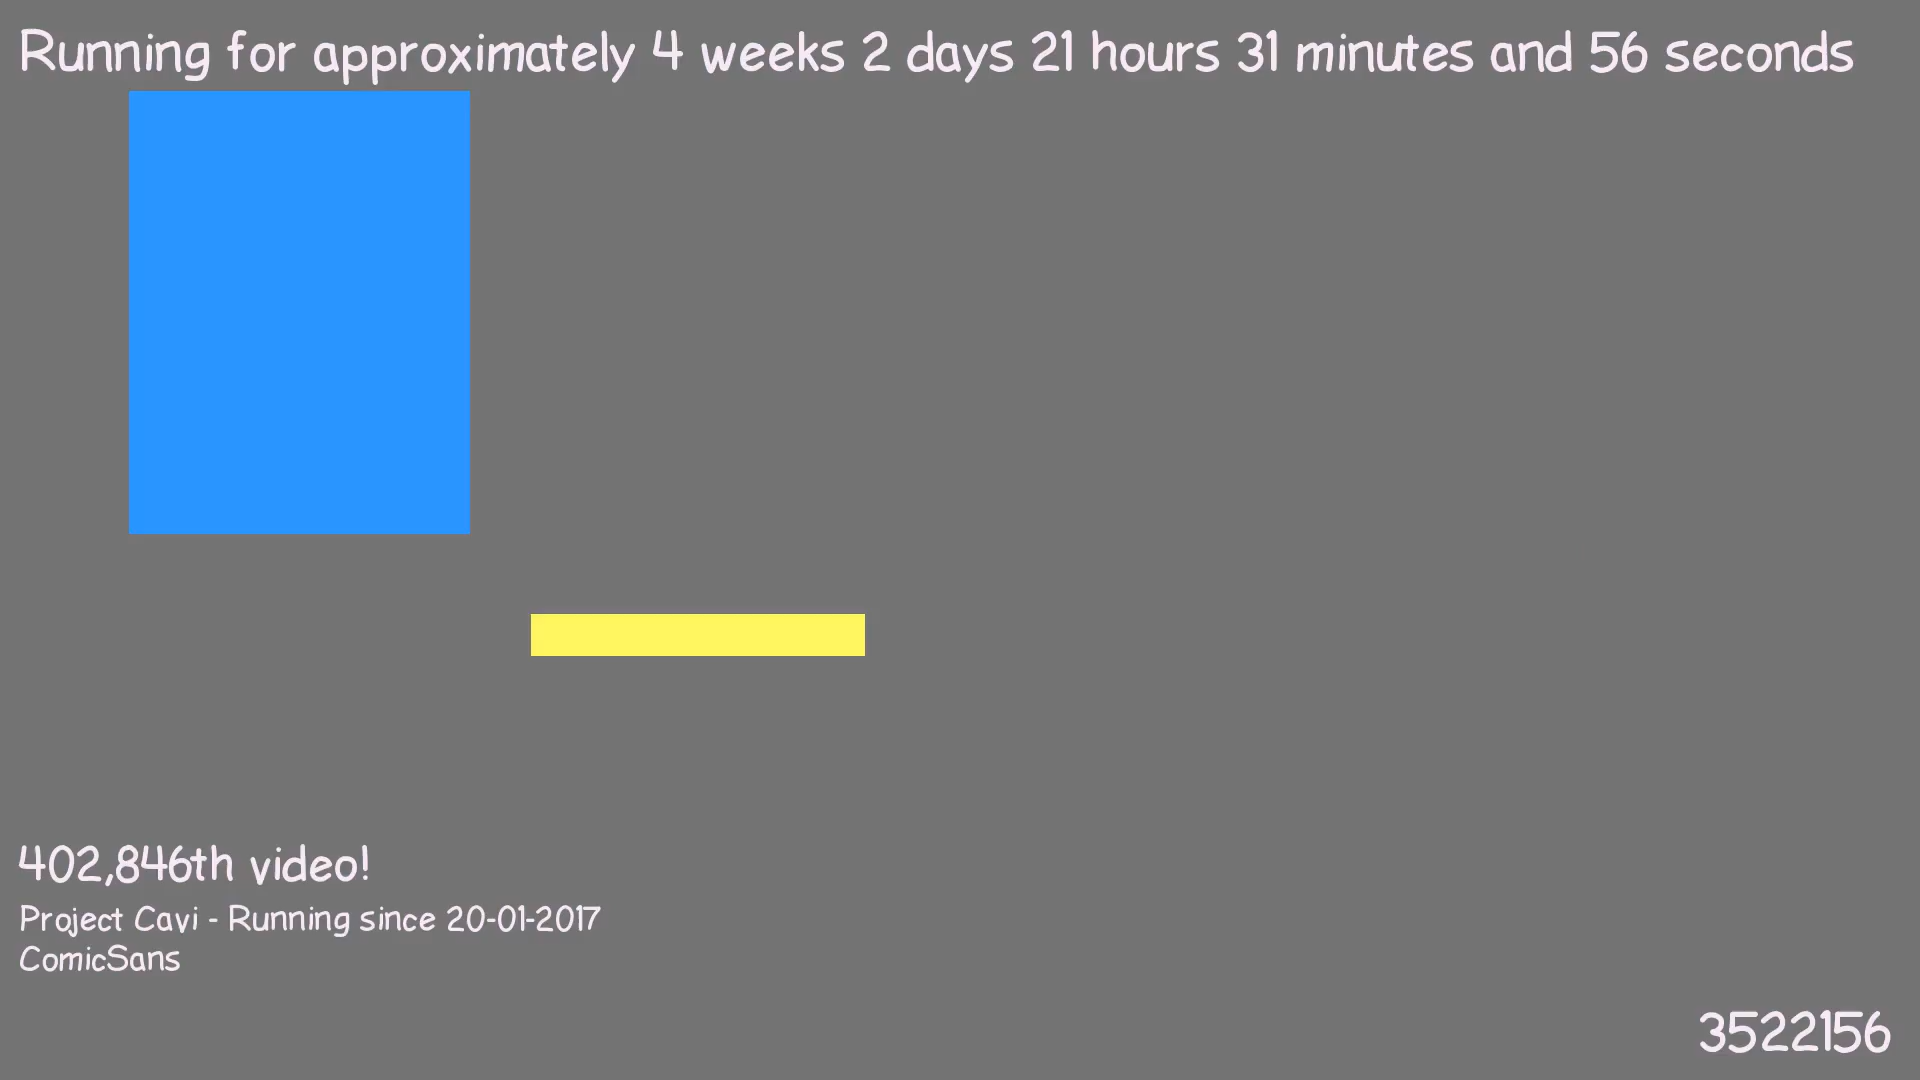 Running for approximately 4 weeks 2 days 21 hours 31 minutes and 56 seconds
402,846th video!
Project Cavi - Running since 20-01-2017
ComicSans
3522156